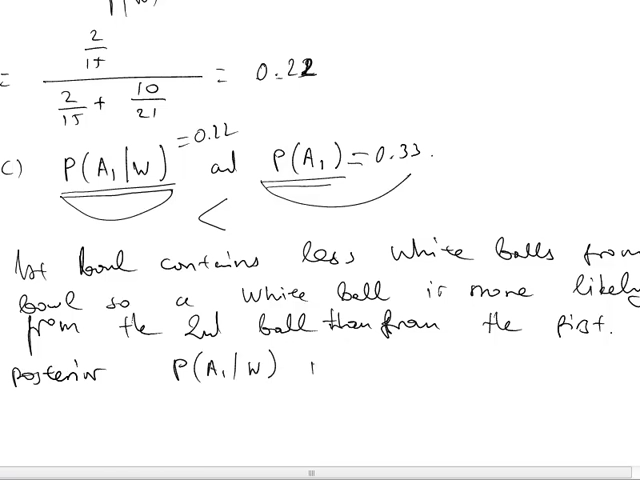 = 2/15 / (2/15 + 10/21) = 0.22
c) P(A₁|W) = 0.22 and P(A₁) = 0.33.
<
1st bowl contains less white balls from
bowl so a white ball is more likely
from the 2nd ball than from the first.
posterior P(A₁|W)